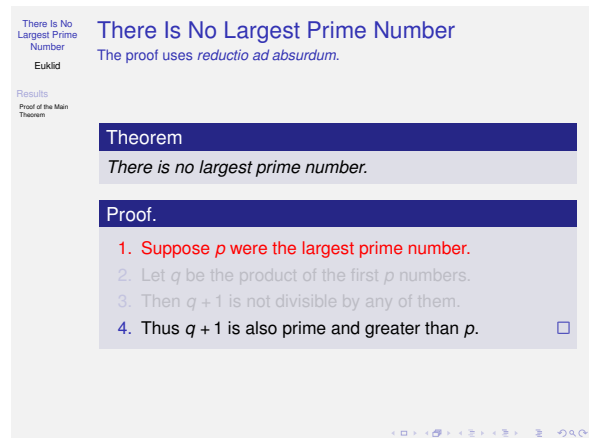 There Is No
Largest Prime
Number
Euklid
Results
Proof of the Main
Theorem
There Is No Largest Prime Number
The proof uses reductio ad absurdum.
Theorem
There is no largest prime number.
Proof.
1. Suppose p were the largest prime number.
2. Let q be the product of the first p numbers.
3. Then q + 1 is not divisible by any of them.
4. Thus q + 1 is also prime and greater than p. □